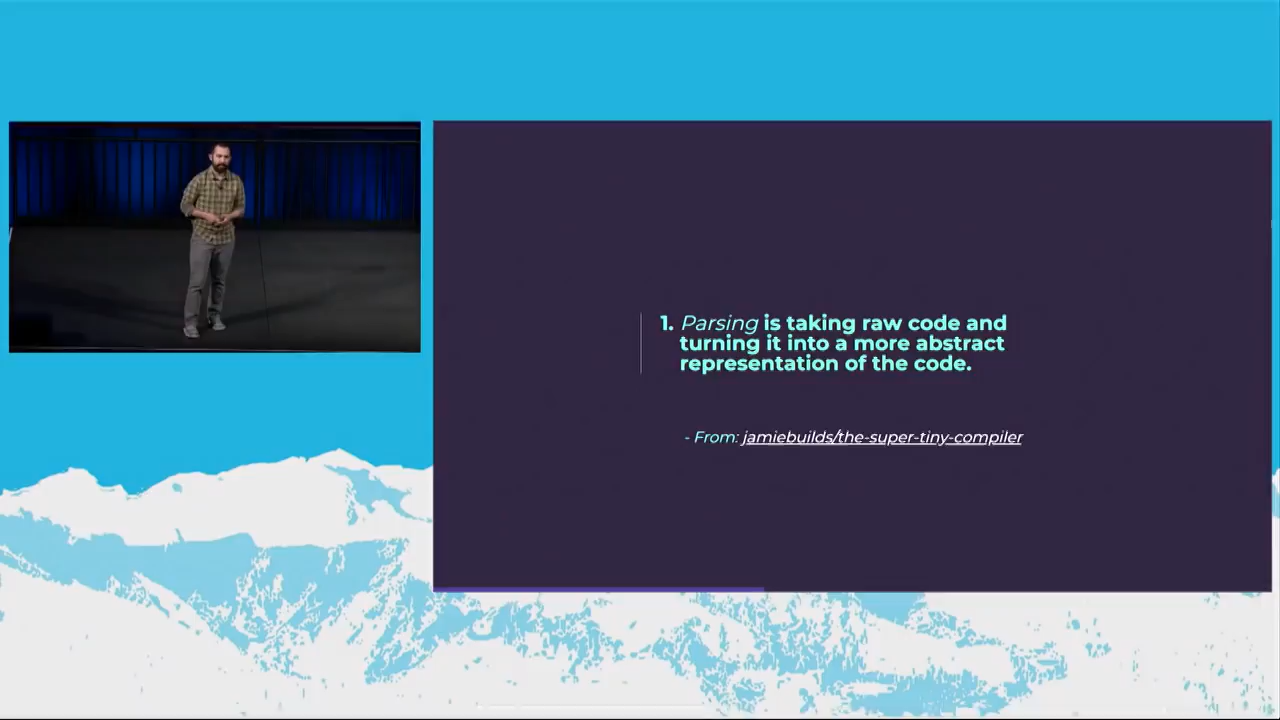 1. Parsing is taking raw code and
turning it into a more abstract
representation of the code.
- From: jamiebuilds/the-super-tiny-compiler